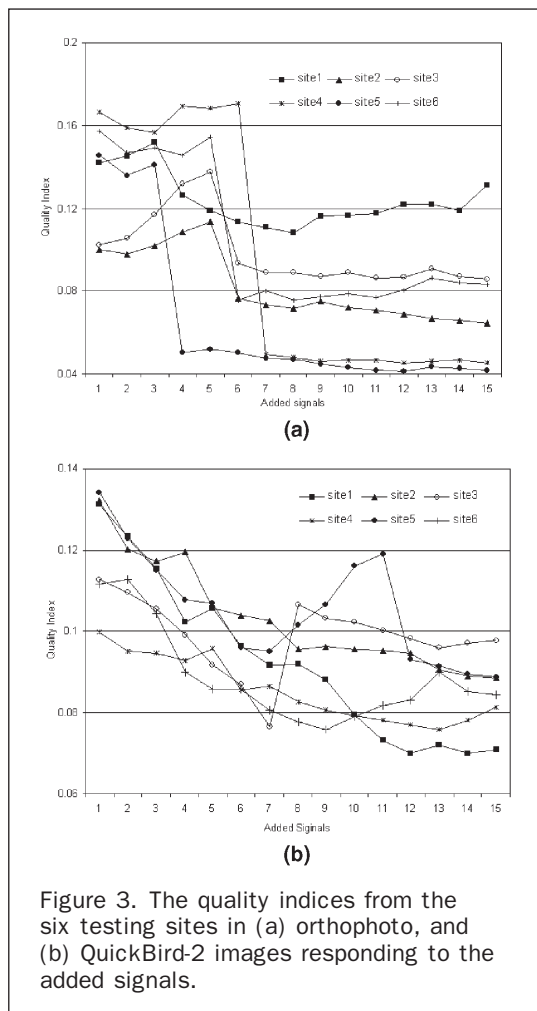 0.2
site1 site2 site3
site4 site5 site6
0.16
Quality Index
0.12
0.08
0.04
1 2 3 4 5 6 7 8 9 10 11 12 13 14 15
Added signals
(a)
0.14
site1 site2 site3
site4 site5 site6
0.12
Quality Index
0.1
0.08
0.06
1 2 3 4 5 6 7 8 9 10 11 12 13 14 15
Added Siginals
(b)
Figure 3. The quality indices from the
six testing sites in (a) orthophoto, and
(b) QuickBird-2 images responding to the
added signals.